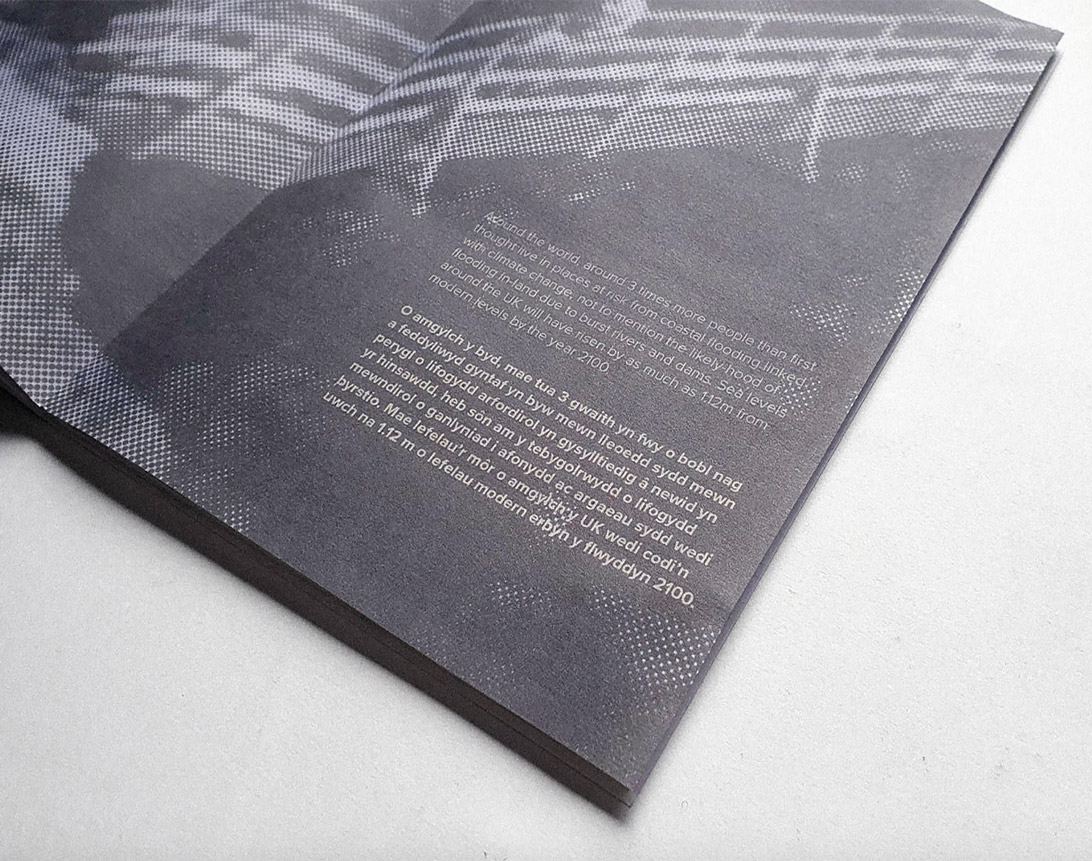 Around the world, around 3 times more people than first
thought live in places at risk from coastal flooding linked
with climate change, not to mention the likelyhood of
flooding in-land due to burst rivers and dams. Sea levels
around the UK will have risen by as much as 1.12m from
modern levels by the year 2100.
O amgylch y byd, mae tua 3 gwaith yn fwy o bobl nag
a feddyliwyd gyntaf yn byw mewn lleoedd sydd mewn
perygl o lifogydd arfordirol yn gysylltiedig â newid yn
yr hinsawdd, heb sôn am y tebygolrwydd o lifogydd
mewndirol o ganlyniad i afonydd ac argaeau sydd wedi
byrstio. Mae lefelau'r môr o amgylch y UK wedi codi'n
uwch na 1.12 m o lefelau modern erbyn y flwyddyn 2100.